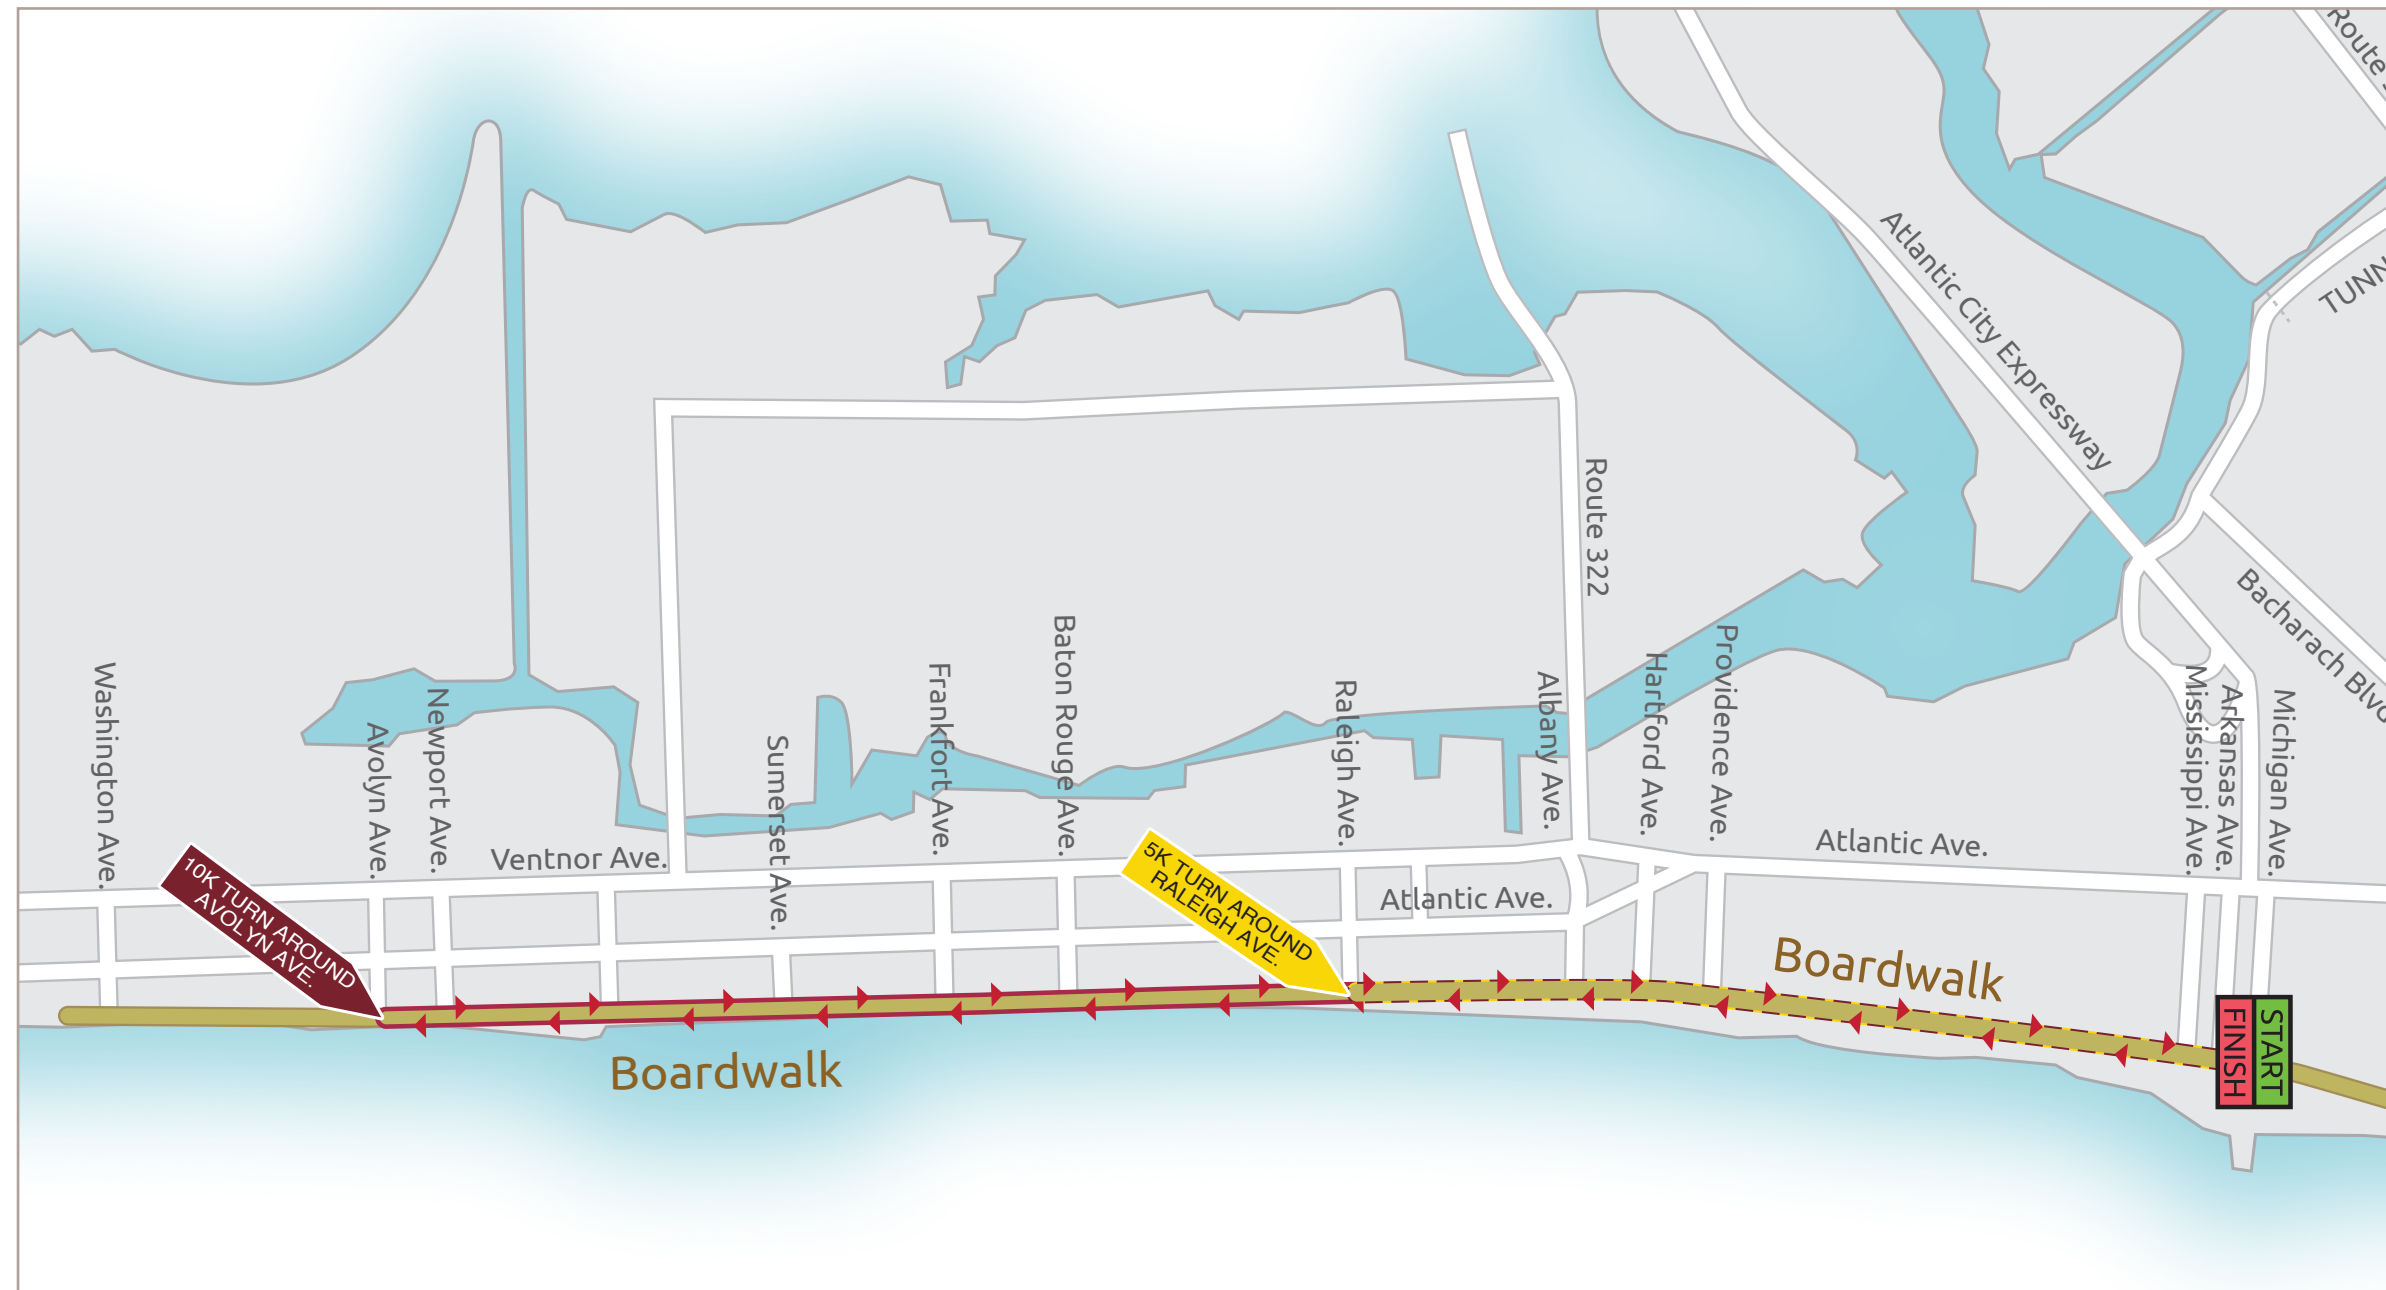 Route
Atlantic City Expressway
TUNN
Route 322
Bacharach Blvd
Washington Ave.
Avolyn Ave.
Newport Ave.
Ventnor Ave.
Sumerset Ave.
Frankfort Ave.
Baton Rouge Ave.
Raleigh Ave.
Albany Ave.
Hartford Ave.
Providence Ave.
Atlantic Ave.
Mississippi Ave.
Arkansas Ave.
Michigan Ave.
Atlantic Ave.
10K TURN AROUND
AVOLYN AVE.
5K TURN AROUND
RALEIGH AVE.
Boardwalk
Boardwalk
FINISH
START